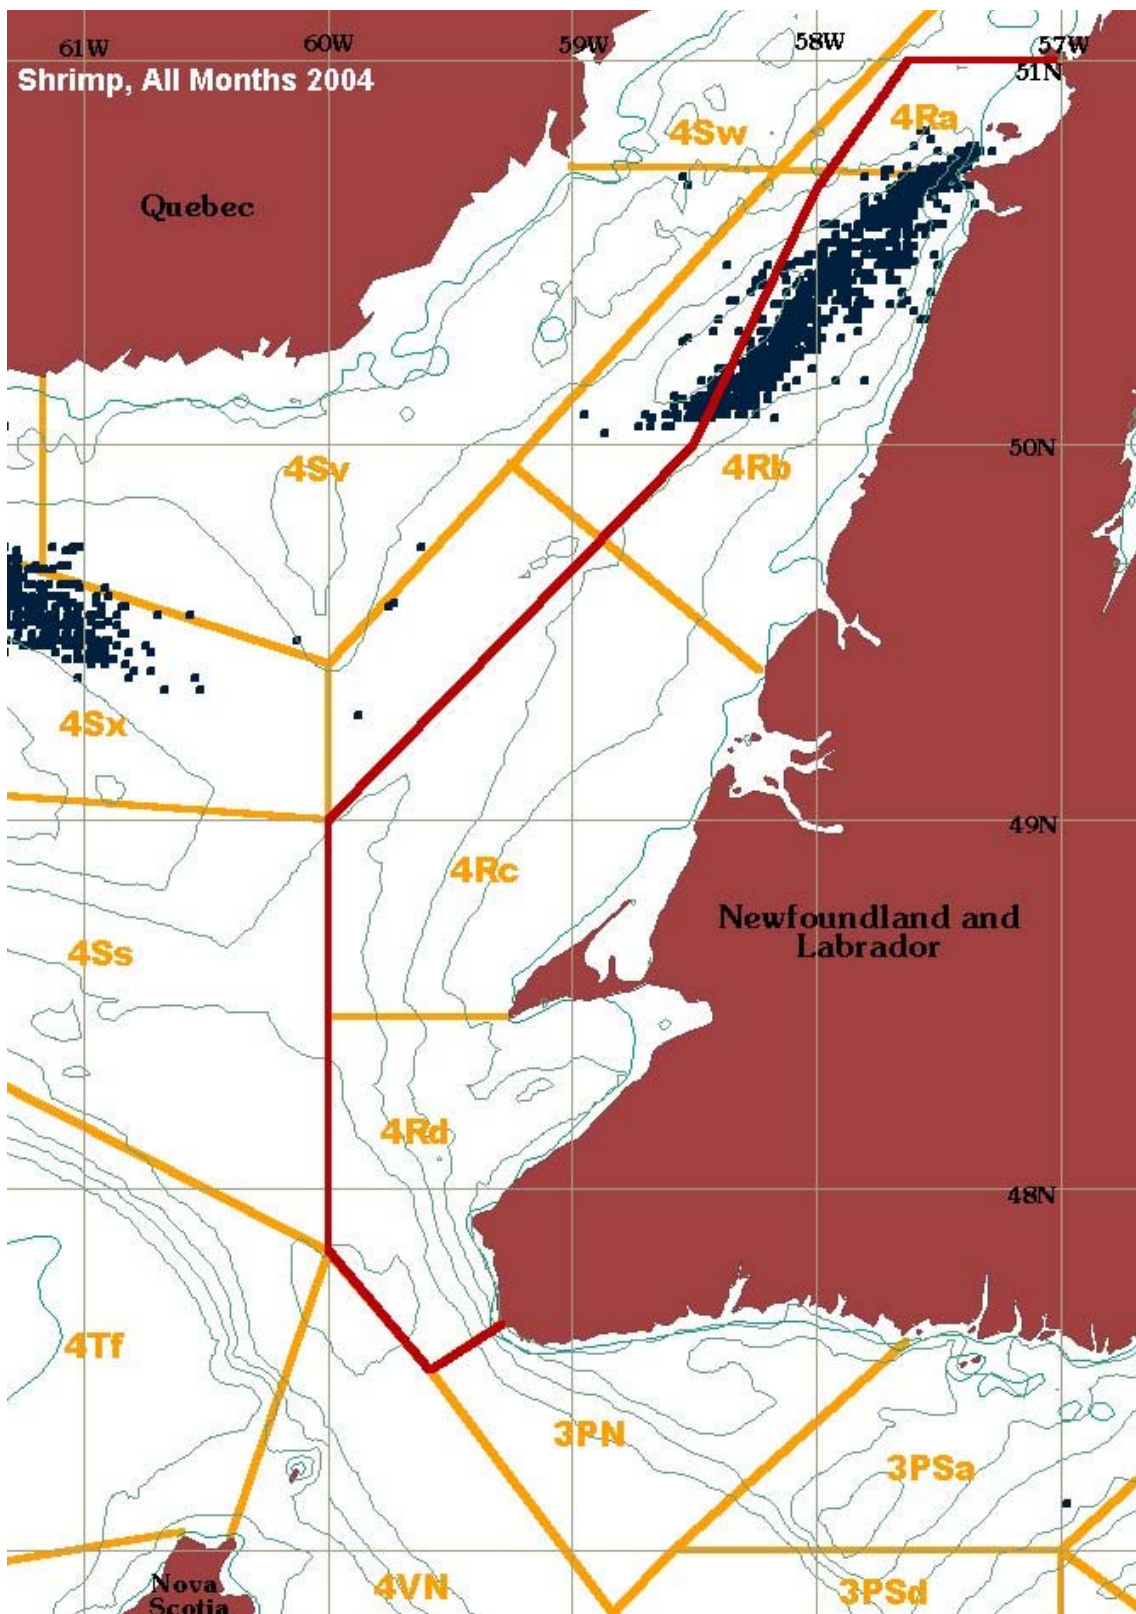 61W
60W
59W
58W
57W
Shrimp, All Months 2004
51N
4Ra
4Sw
Quebec
50N
4Sv
4Rb
4Sx
49N
4Rc
Newfoundland and
Labrador
4Ss
4Rd
48N
4Tf
3PN
3PSa
Nova
Scotia
4VN
3PSd